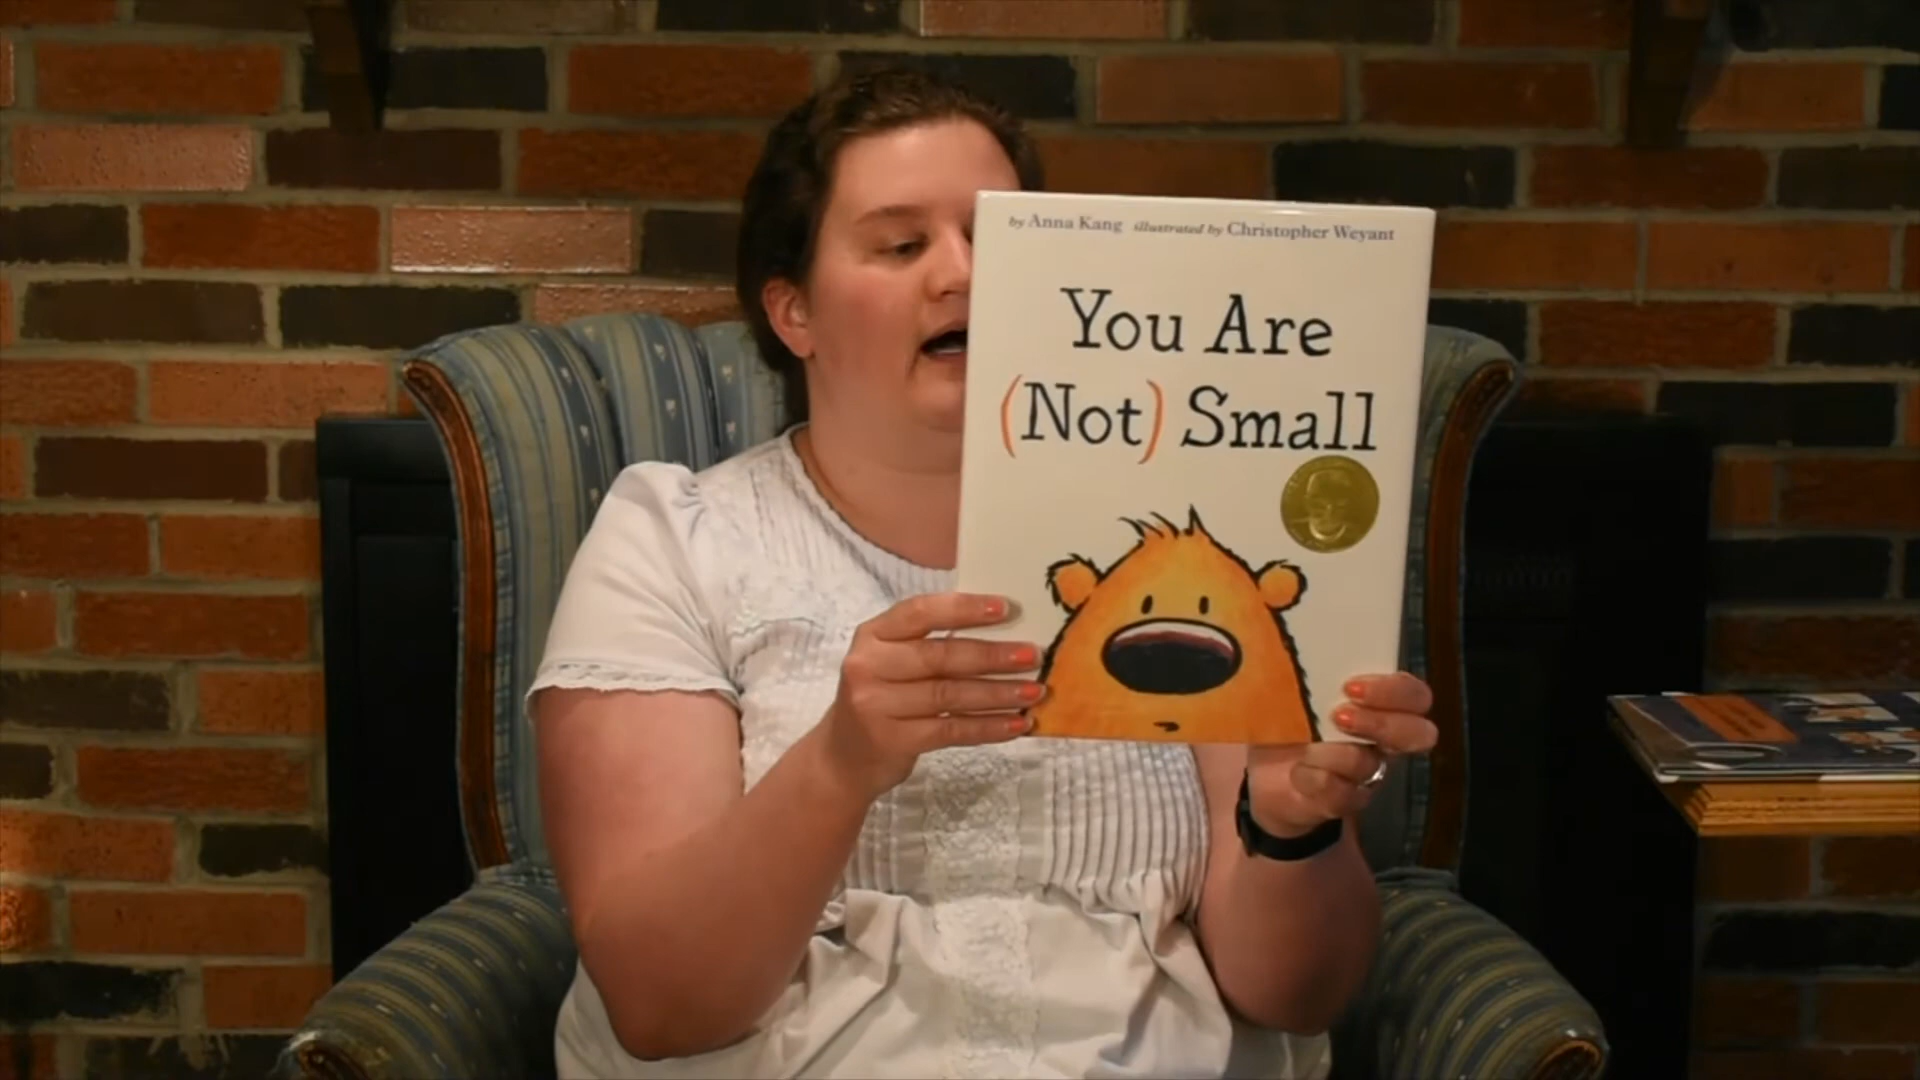 by Anna Kang illustrated by Christopher Weyant
You Are
(Not) Small